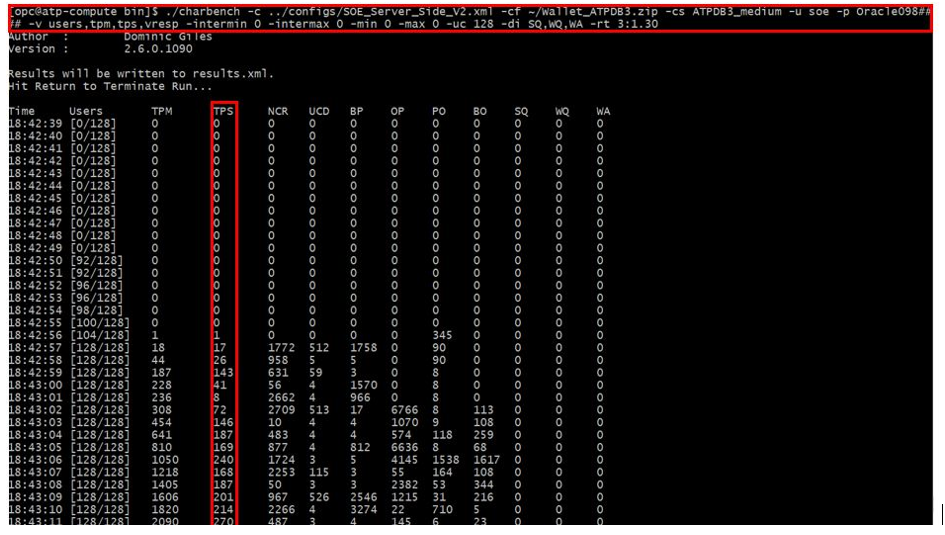 [opc@atp-compute bin]$ ./charbench -c ../configs/SOE_Server_Side_V2.xml -cf ~/Wallet_ATPDB3.zip -cs ATPDB3_medium -u soe -p Oracle098##
## -v users,tpm,tps,vresp -intermin 0 -intermax 0 -min 0 -max 0 -uc 128 -di SQ,WQ,WA -rt 3:1.30
Author : Dominic Giles
Version : 2.6.0.1090
Results will be written to results.xml.
Hit Return to Terminate Run...
Time Users TPM TPS NCR UCD BP OP PO BO SQ WQ WA
18:42:39 [0/128] 0 0 0 0 0 0 0 0 0 0 0
18:42:40 [0/128] 0 0 0 0 0 0 0 0 0 0 0
18:42:41 [0/128] 0 0 0 0 0 0 0 0 0 0 0
18:42:42 [0/128] 0 0 0 0 0 0 0 0 0 0 0
18:42:43 [0/128] 0 0 0 0 0 0 0 0 0 0 0
18:42:44 [0/128] 0 0 0 0 0 0 0 0 0 0 0
18:42:45 [0/128] 0 0 0 0 0 0 0 0 0 0 0
18:42:46 [0/128] 0 0 0 0 0 0 0 0 0 0 0
18:42:47 [0/128] 0 0 0 0 0 0 0 0 0 0 0
18:42:48 [0/128] 0 0 0 0 0 0 0 0 0 0 0
18:42:49 [0/128] 0 0 0 0 0 0 0 0 0 0 0
18:42:50 [92/128] 0 0 0 0 0 0 0 0 0 0 0
18:42:51 [92/128] 0 0 0 0 0 0 0 0 0 0 0
18:42:52 [96/128] 0 0 0 0 0 0 0 0 0 0 0
18:42:53 [96/128] 0 0 0 0 0 0 0 0 0 0 0
18:42:54 [98/128] 0 0 0 0 0 0 0 0 0 0 0
18:42:55 [100/128] 0 0 0 0 0 0 0 0 0 0 0
18:42:56 [104/128] 1 1 0 0 0 0 345 0 0 0 0
18:42:57 [128/128] 18 17 1772 512 1758 0 90 0 0 0 0
18:42:58 [128/128] 44 26 958 5 5 0 90 0 0 0 0
18:42:59 [128/128] 187 143 631 59 3 0 8 0 0 0 0
18:43:00 [128/128] 228 41 56 4 1570 0 8 0 0 0 0
18:43:01 [128/128] 236 8 2662 4 966 0 8 0 0 0 0
18:43:02 [128/128] 308 72 2709 513 17 6766 8 113 0 0 0
18:43:03 [128/128] 454 146 10 4 4 1070 9 108 0 0 0
18:43:04 [128/128] 641 187 483 4 4 574 118 259 0 0 0
18:43:05 [128/128] 810 169 877 4 812 6636 8 68 0 0 0
18:43:06 [128/128] 1050 240 1724 3 5 4145 1538 1617 0 0 0
18:43:07 [128/128] 1218 168 2253 115 3 55 164 108 0 0 0
18:43:08 [128/128] 1405 187 50 3 3 2382 53 344 0 0 0
18:43:09 [128/128] 1606 201 967 526 2546 1215 31 216 0 0 0
18:43:10 [128/128] 1820 214 2266 4 3274 22 710 5 0 0 0
18:43:11 [128/128] 2090 270 487 3 4 145 6 23 0 0 0